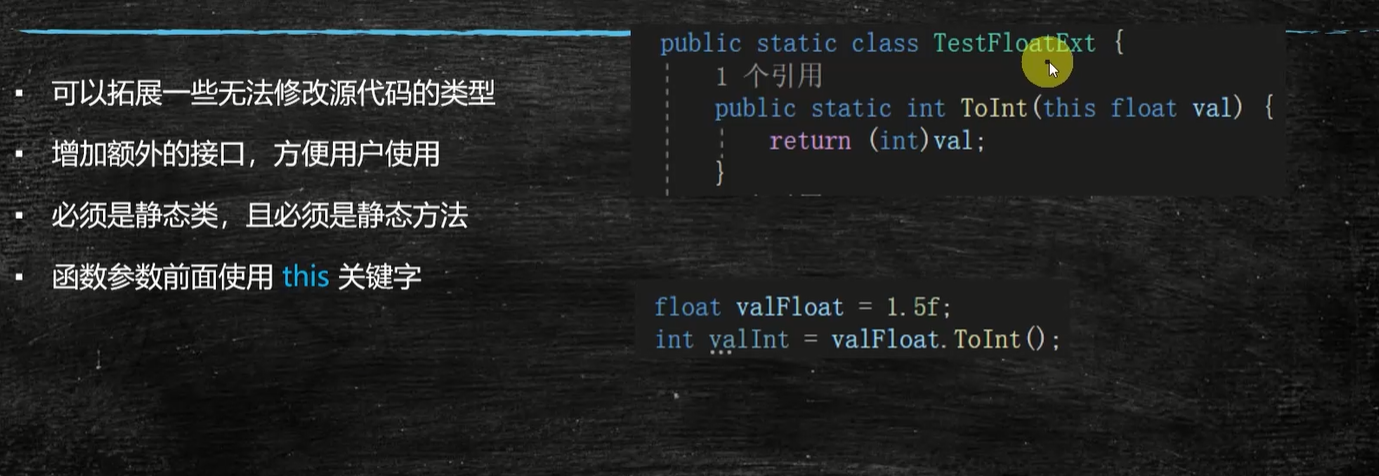 可以拓展一些无法修改源代码的类型
增加额外的接口，方便用户使用
必须是静态类，且必须是静态方法
函数参数前面使用 this 关键字
public static class TestFloatExt {
1 个引用
public static int ToInt(this float val) {
return (int)val;
}
float valFloat = 1.5f;
int valInt = valFloat.ToInt();